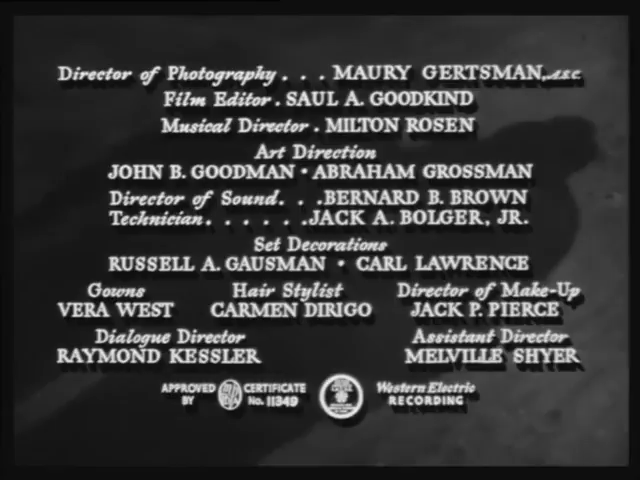 Director of Photography . . . MAURY GERTSMAN, A.S.C.
Film Editor . SAUL A. GOODKIND
Musical Director . MILTON ROSEN
Art Direction
JOHN B. GOODMAN • ABRAHAM GROSSMAN
Director of Sound . . . BERNARD B. BROWN
Technician . . . . . . JACK A. BOLGER, JR.
Set Decorations
RUSSELL A. GAUSMAN • CARL LAWRENCE
Gowns Hair Stylist Director of Make-Up
VERA WEST CARMEN DIRIGO JACK P. PIERCE
Dialogue Director Assistant Director
RAYMOND KESSLER MELVILLE SHYER
APPROVED CERTIFICATE Western Electric
BY No. 11349 RECORDING